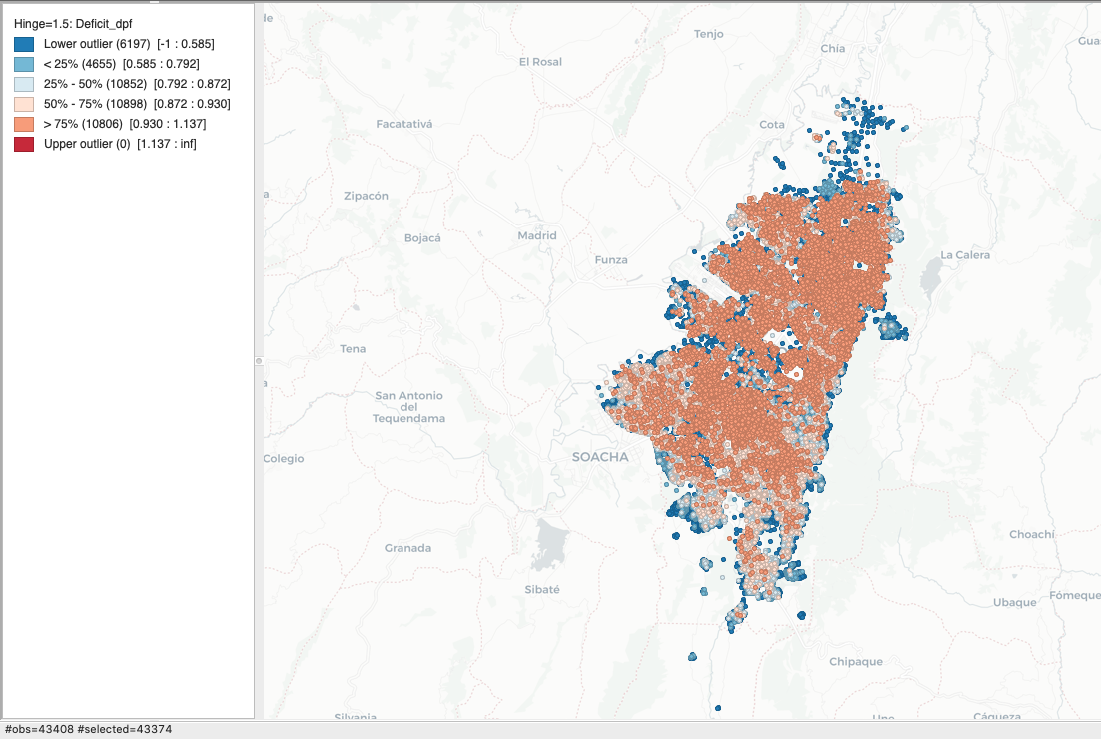 Hinge=1.5: Deficit_dpf
Lower outlier (6197) [-1 : 0.585]
< 25% (4655) [0.585 : 0.792]
25% - 50% (10852) [0.792 : 0.872]
50% - 75% (10898) [0.872 : 0.930]
> 75% (10806) [0.930 : 1.137]
Upper outlier (0) [1.137 : inf]
Tenjo
Chía
El Rosal
Facatativá
Cota
Zipacón
Bojacá
Madrid
Funza
La Calera
Tena
San Antonio
del
Tequendama
Colegio
SOACHA
Granada
Choachí
Sibaté
Ubaque
Fómeque
Chipaque
Silvania
Une
Cáqueza
#obs=43408 #selected=43374